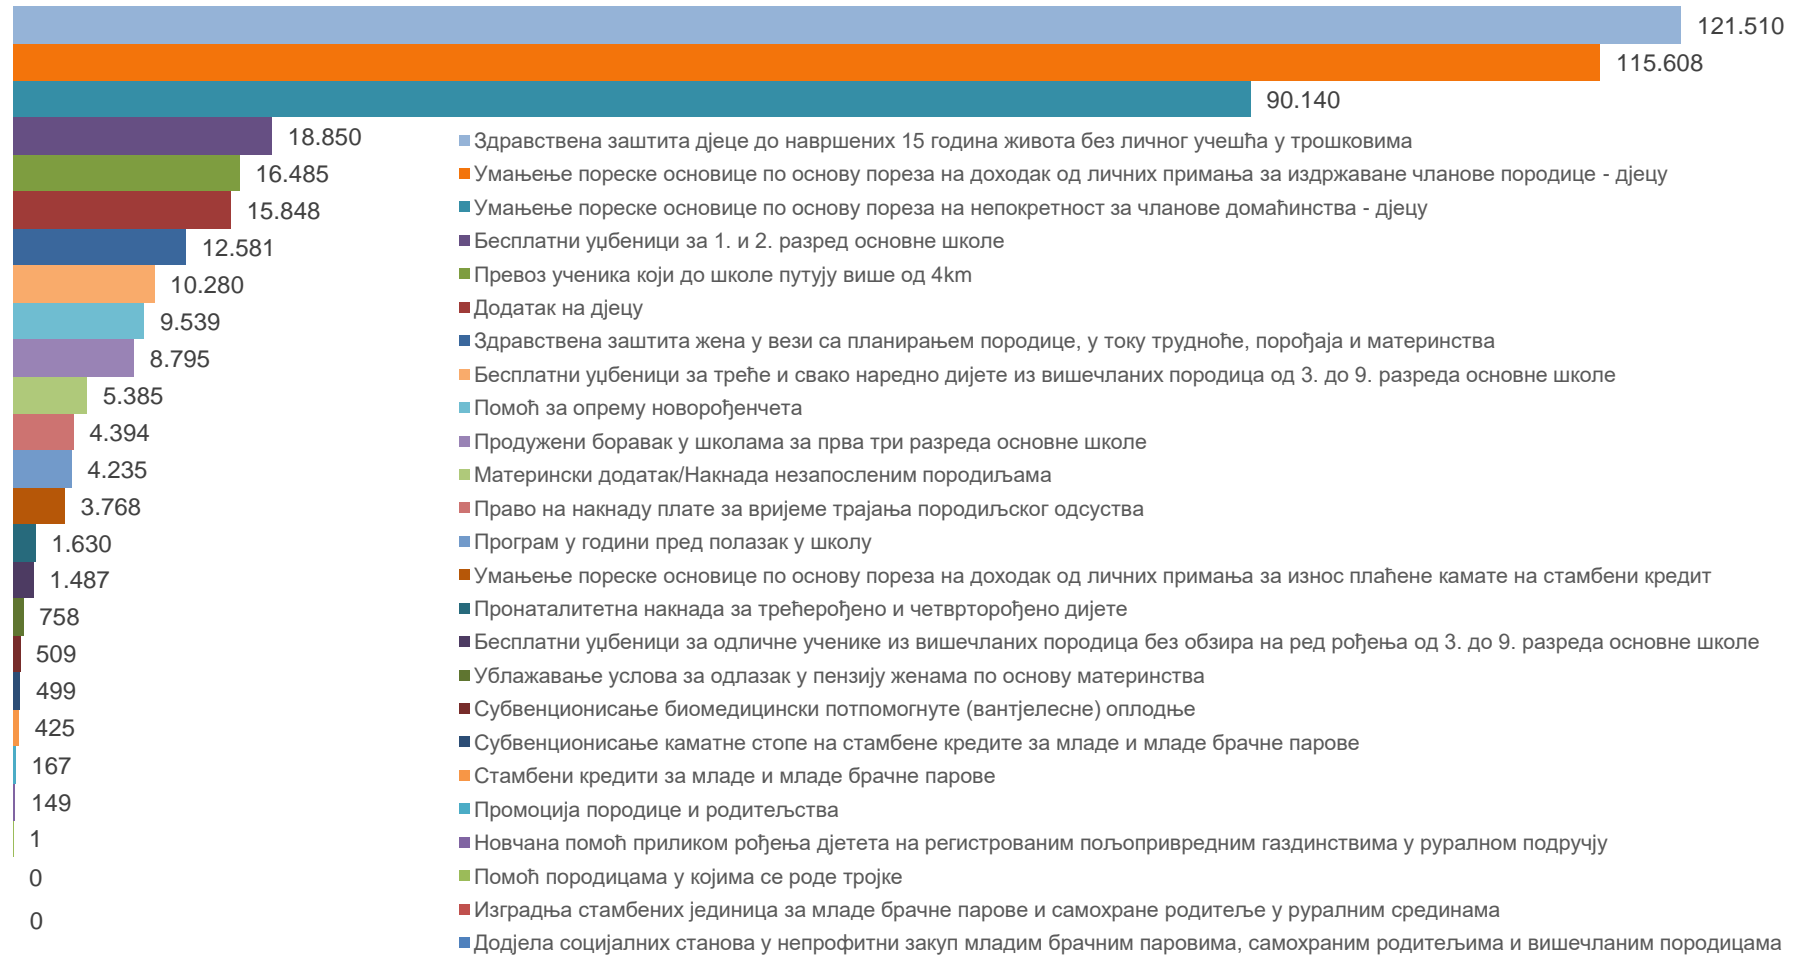 121.510
115.608
90.140
18.850
16.485
15.848
12.581
10.280
9.539
8.795
5.385
4.394
4.235
3.768
1.630
1.487
758
509
499
425
167
149
1
0
0
Здравствена заштита дјеце до навршених 15 година живота без личног учешћа у трошковима
Умањење пореске основице по основу пореза на доходак од личних примања за издржаване чланове породице - дјецу
Умањење пореске основице по основу пореза на непокретност за чланове домаћинства - дјецу
Бесплатни уџбеници за 1. и 2. разред основне школе
Превоз ученика који до школе путују више од 4km
Додатак на дјецу
Здравствена заштита жена у вези са планирањем породице, у току трудноће, порођаја и материнства
Бесплатни уџбеници за треће и свако наредно дијете из вишечланих породица од 3. до 9. разреда основне школе
Помоћ за опрему новорођенчета
Продужени боравак у школама за прва три разреда основне школе
Матерински додатак/Накнада незапосленим породиљама
Право на накнаду плате за вријеме трајања породиљског одсуства
Програм у години пред полазак у школу
Умањење пореске основице по основу пореза на доходак од личних примања за износ плаћене камате на стамбени кредит
Пронаталитетна накнада за трећерођено и четврторођено дијете
Бесплатни уџбеници за одличне ученике из вишечланих породица без обзира на ред рођења од 3. до 9. разреда основне школе
Ублажавање услова за одлазак у пензију женама по основу материнства
Субвенционисање биомедицински потпомогнуте (вантјелесне) оплодње
Субвенционисање каматне стопе на стамбене кредите за младе и младе брачне парове
Стамбени кредити за младе и младе брачне парове
Промоција породице и родитељства
Новчана помоћ приликом рођења дјетета на регистрованим пољопривредним газдинствима у руралном подручју
Помоћ породицама у којима се роде тројке
Изградња стамбених јединица за младе брачне парове и самохране родитеље у руралним срединама
Додјела социјалних станова у непрофитни закуп младим брачним паровима, самохраним родитељима и вишечланим породицама